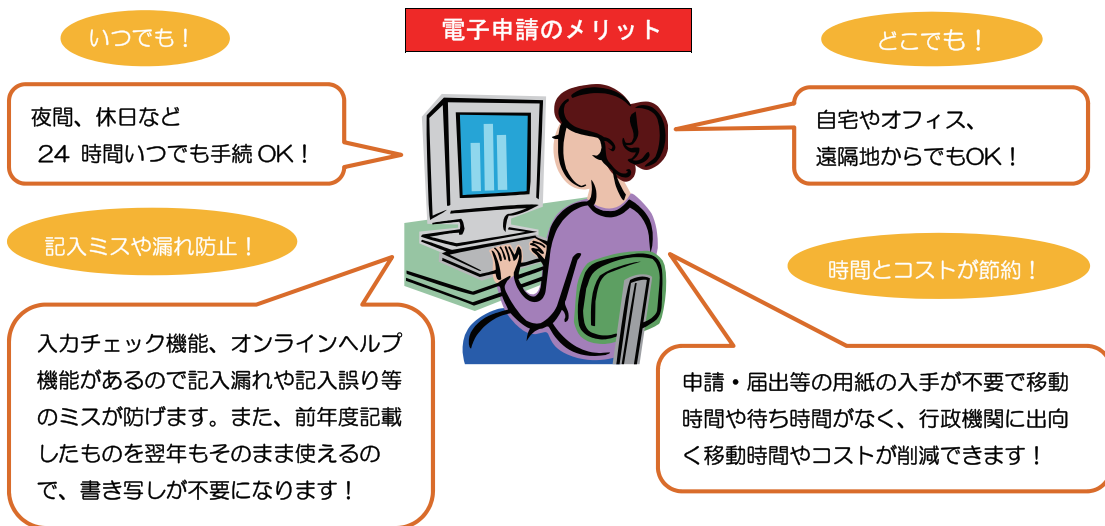 電子申請のメリット
いつでも！
夜間、休日など
24 時間いつでも手続 OK！
どこでも！
自宅やオフィス、
遠隔地からでもOK！
記入ミスや漏れ防止！
入力チェック機能、オンラインヘルプ
機能があるので記入漏れや記入誤り等
のミスが防げます。また、前年度記載
したものを翌年もそのまま使えるの
で、書き写しが不要になります！
時間とコストが節約！
申請・届出等の用紙の入手が不要で移動
時間や待ち時間がなく、行政機関に出向
く移動時間やコストが削減できます！